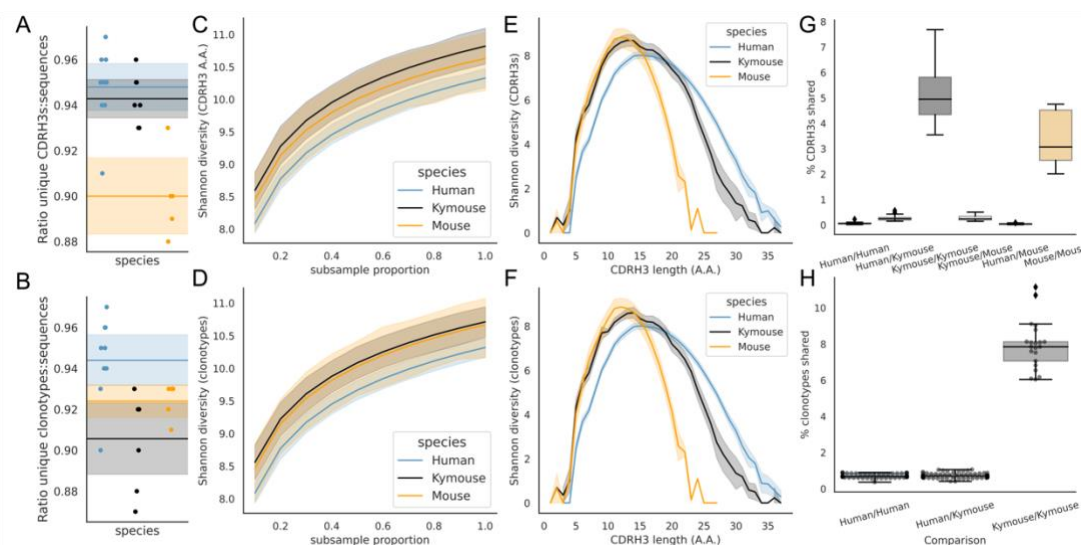 A
Ratio unique CDRH3s:sequences
0.96
0.94
0.92
0.90
0.88
species
B
Ratio unique clonotypes:sequences
0.96
0.94
0.92
0.90
0.88
species
C
Shannon diversity (CDRH3 A.A.)
11.0
10.5
10.0
9.5
9.0
8.5
8.0
species
Human
Kymouse
Mouse
0.2 0.4 0.6 0.8 1.0
subsample proportion
D
Shannon diversity (clonotypes)
11.0
10.5
10.0
9.5
9.0
8.5
8.0
species
Human
Kymouse
Mouse
0.2 0.4 0.6 0.8 1.0
subsample proportion
E
Shannon diversity (CDRH3s)
8
6
4
2
0
species
Human
Kymouse
Mouse
0 5 10 15 20 25 30 35
CDRH3 length (A.A.)
F
Shannon diversity (clonotypes)
8
6
4
2
0
species
Human
Kymouse
Mouse
0 5 10 15 20 25 30 35
CDRH3 length (A.A.)
G
% CDRH3s shared
8
7
6
5
4
3
2
1
0
Human/Human
Human/Kymouse
Kymouse/Kymouse
Kymouse/Mouse
Human/Mouse
Mouse/Mous
H
% clonotypes shared
10
8
6
4
2
0
Human/Human
Human/Kymouse
Kymouse/Kymouse
Comparison